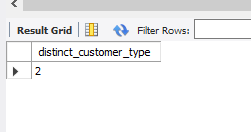 Result Grid Filter Rows:
distinct_customer_type
2